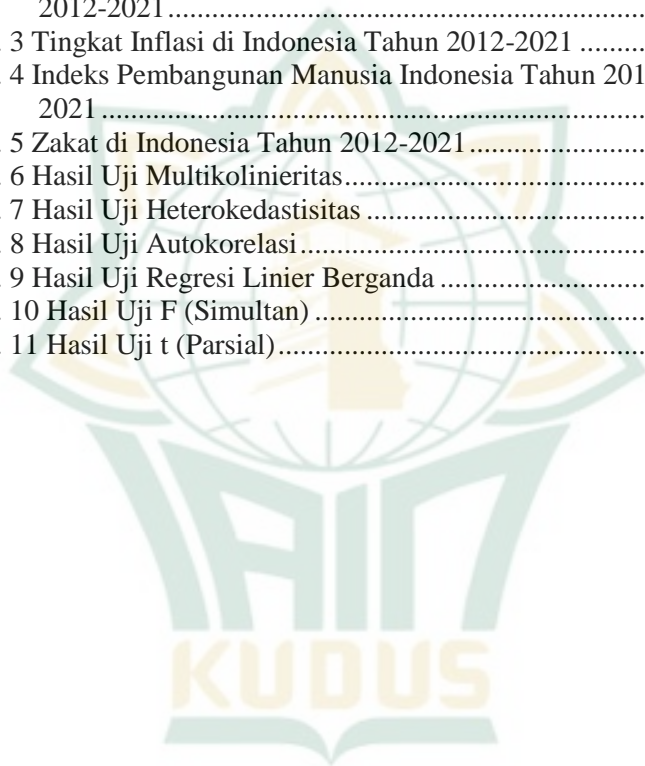 2012-2021......................................................................
. 3 Tingkat Inflasi di Indonesia Tahun 2012-2021 .........
. 4 Indeks Pembangunan Manusia Indonesia Tahun 201
2021 ......................................................................
. 5 Zakat di Indonesia Tahun 2012-2021 ........................
. 6 Hasil Uji Multikolinieritas.........................................
. 7 Hasil Uji Heterokedastisitas ......................................
. 8 Hasil Uji Autokorelasi ...............................................
. 9 Hasil Uji Regresi Linier Berganda ............................
. 10 Hasil Uji F (Simultan) .............................................
. 11 Hasil Uji t (Parsial)..................................................
IAIN
KUDUS